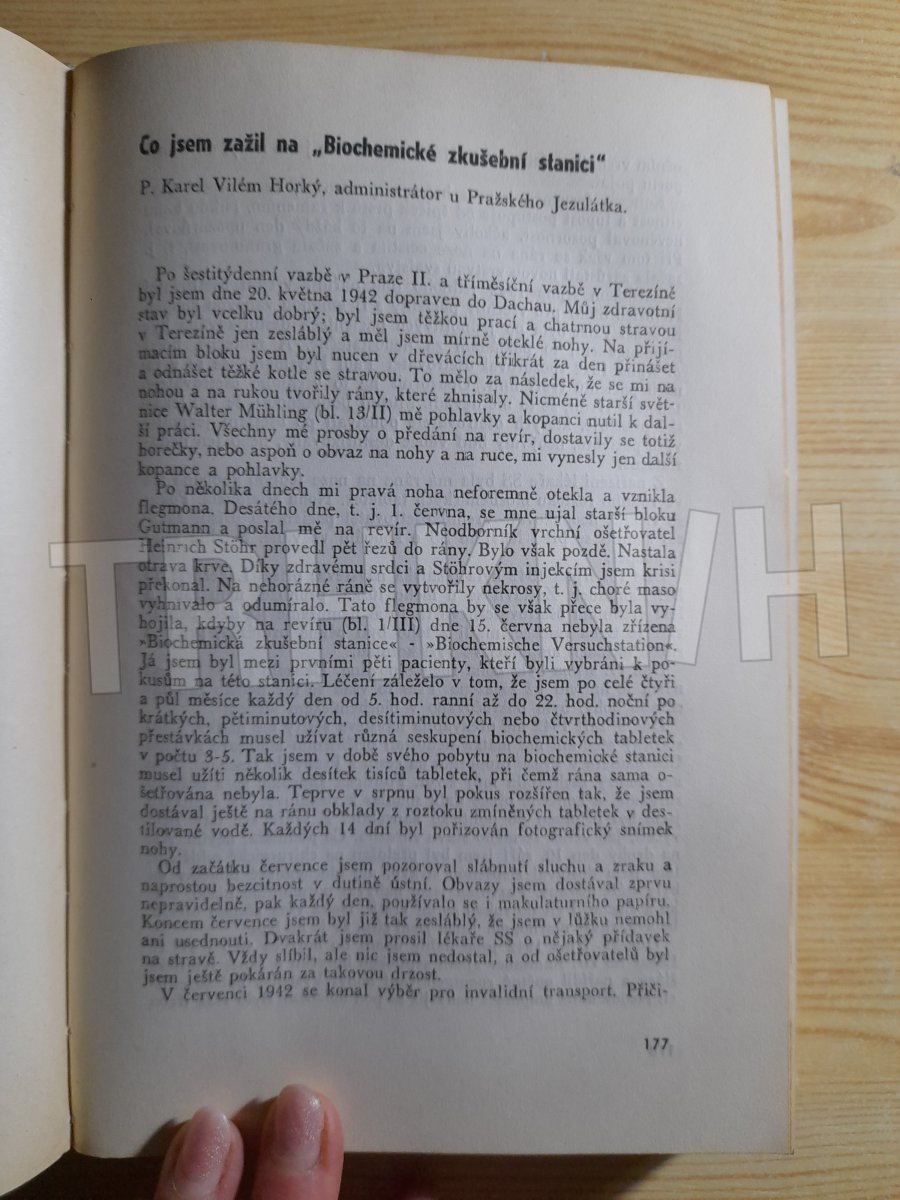 Co jsem zažil na „Biochemické zkušební stanici"
P. Karel Vilém Horký, administrátor u Pražského Jezulátka.
Po šestitýdenní vazbě v Praze II. a tříměsíční vazbě v Terezíně
byl jsem dne 20. května 1942 dopraven do Dachau. Můj zdravotní
stav byl vcelku dobrý; byl jsem těžkou prací a chatrnou stravou
v Terezíně jen zesláblý a měl jsem mírně oteklé nohy. Na přijí-
macím bloku jsem byl nucen v dřevácích třikrát za den přinášet
a odnášet těžké kotle se stravou. To mělo za následek, že se mi na
nohou a na rukou tvořily rány, které zhnisaly. Nicméně starší svět-
nice Walter Mühling (bl. 13/II) mě pohlavky a kopanci nutil k dal-
ší práci. Všechny mé prosby o předání na revír, dostavily se totiž
horečky, nebo aspoň o obvaz na nohy a na ruce, mi vynesly jen další
kopance a pohlavky.
Po několika dnech mi pravá noha neforemně otekla a vznikla
flegmona. Desátého dne, t. j. 1. června, se mne ujal starší bloku
Gutmann a poslal mě na revír. Neodborník vrchní ošetřovatel
Heinrich Stöhr provedl pět řezů do rány. Bylo však pozdě. Nastala
otrava krve. Díky zdravému srdci a Stöhrovým injekcím jsem krisi
překonal. Na nehorázné ráně se vytvořily nekrosy, t. j. choré maso
vyhnívalo a odumíralo. Tato flegmona by se však přece byla vy-
hojila, kdyby na revíru (bl. 1/III) dne 15. června nebyla zřízena
»Biochemická zkušební stanice« - »Biochemische Versuchstation«.
Já jsem byl mezi prvními pěti pacienty, kteří byli vybráni k po-
kusům na této stanici. Léčení záleželo v tom, že jsem po celé čtyři
a půl měsíce každý den od 5. hod. ranní až do 22. hod. noční po
krátkých, pětiminutových, desítiminutových nebo čtvrthodinových
přestávkách musel užívat různá seskupení biochemických tabletek
v počtu 3-5. Tak jsem v době svého pobytu na biochemické stanici
musel užíti několik desítek tisíců tabletek, při čemž rána sama o-
šetřována nebyla. Teprve v srpnu byl pokus rozšířen tak, že jsem
dostával ještě na ránu obklady z roztoku zmíněných tabletek v des-
tilované vodě. Každých 14 dní byl pořizován fotografický snímek
nohy.
Od začátku července jsem pozoroval slábnutí sluchu a zraku a
naprostou bezcitnost v dutině ústní. Obvazy jsem dostával zprvu
nepravidelně, pak každý den, používalo se i makulaturního papíru.
Koncem července jsem byl již tak zesláblý, že jsem v lůžku nemohl
ani usednouti. Dvakrát jsem prosil lékaře SS o nějaký přídavek
na stravě. Vždy slíbil, ale nic jsem nedostal, a od ošetřovatelů byl
jsem ještě pokárán za takovou drzost.
V červenci 1942 se konal výběr pro invalidní transport. Přiči-
177